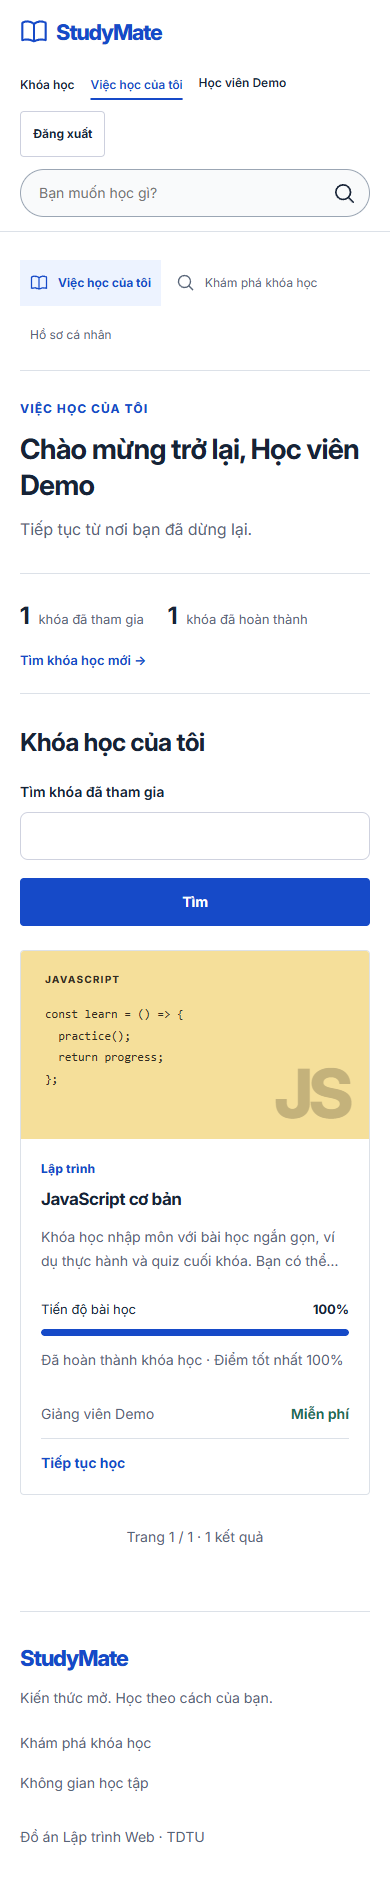 StudyMate
Khóa học
Việc học của tôi
Học viên Demo
Đăng xuất
Bạn muốn học gì?
Việc học của tôi
Khám phá khóa học
Hồ sơ cá nhân
VIỆC HỌC CỦA TÔI
Chào mừng trở lại, Học viên
Demo
Tiếp tục từ nơi bạn đã dừng lại.
1 khóa đã tham gia
1 khóa đã hoàn thành
Tìm khóa học mới →
Khóa học của tôi
Tìm khóa đã tham gia
Tìm
JAVASCRIPT
const learn = () => {
practice();
return progress;
};
JS
Lập trình
JavaScript cơ bản
Khóa học nhập môn với bài học ngắn gọn, ví
dụ thực hành và quiz cuối khóa. Bạn có thể...
Tiến độ bài học
100%
Đã hoàn thành khóa học · Điểm tốt nhất 100%
Giảng viên Demo
Miễn phí
Tiếp tục học
Trang 1 / 1 · 1 kết quả
StudyMate
Kiến thức mở. Học theo cách của bạn.
Khám phá khóa học
Không gian học tập
Đồ án Lập trình Web · TDTU